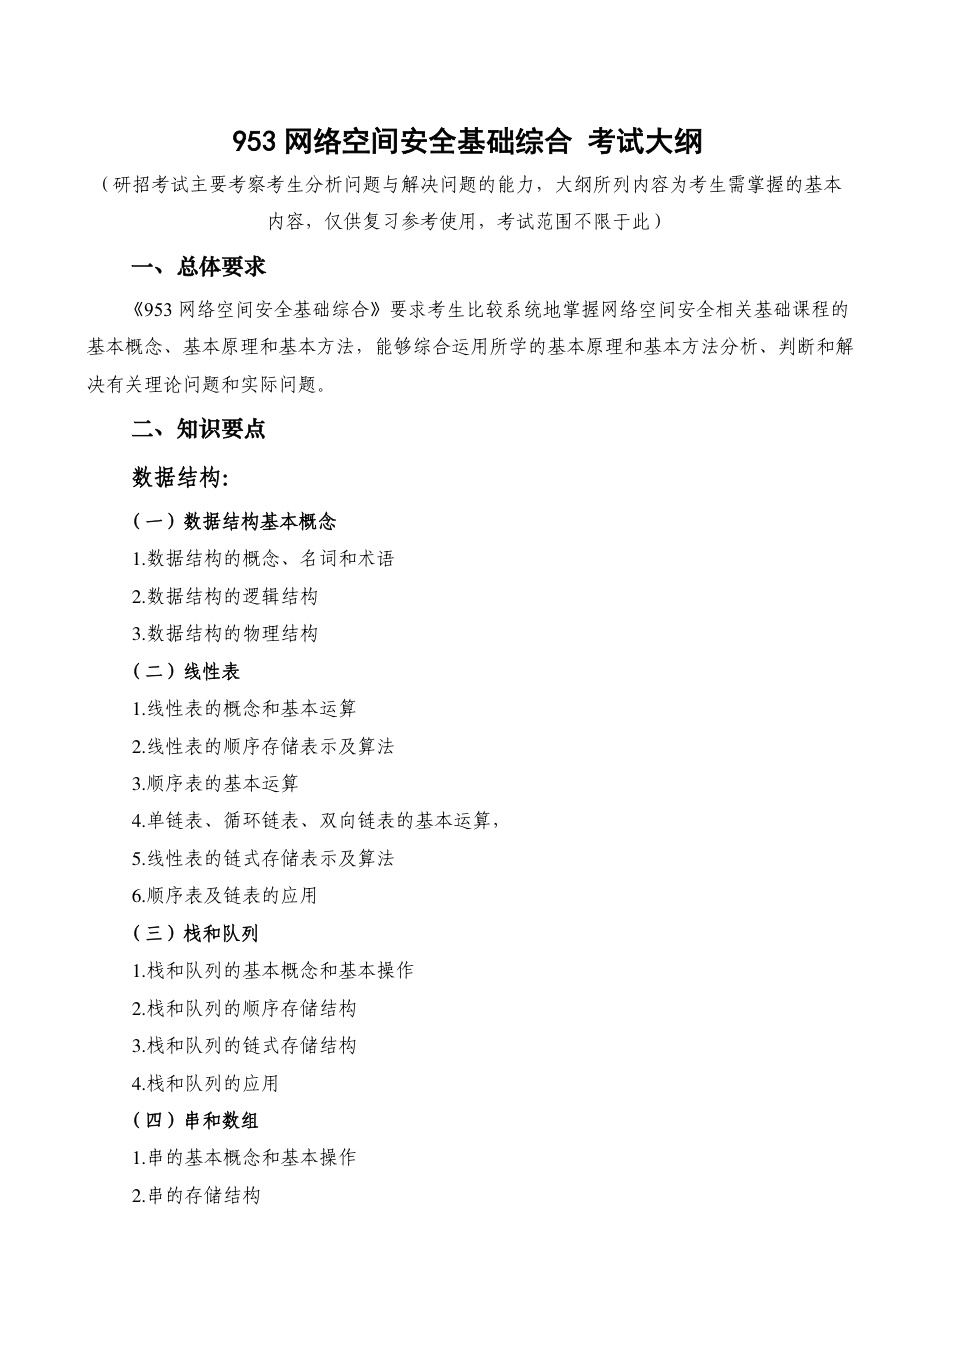 953 网络空间安全基础综合 考试大纲
（研招考试主要考察考生分析问题与解决问题的能力，大纲所列内容为考生需掌握的基本
内容，仅供复习参考使用，考试范围不限于此）
一、总体要求
《953 网络空间安全基础综合》要求考生比较系统地掌握网络空间安全相关基础课程的
基本概念、基本原理和基本方法，能够综合运用所学的基本原理和基本方法分析、判断和解
决有关理论问题和实际问题。
二、知识要点
数据结构:
（一）数据结构基本概念
1.数据结构的概念、名词和术语
2.数据结构的逻辑结构
3.数据结构的物理结构
（二）线性表
1.线性表的概念和基本运算
2.线性表的顺序存储表示及算法
3.顺序表的基本运算
4.单链表、循环链表、双向链表的基本运算，
5.线性表的链式存储表示及算法
6.顺序表及链表的应用
（三）栈和队列
1.栈和队列的基本概念和基本操作
2.栈和队列的顺序存储结构
3.栈和队列的链式存储结构
4.栈和队列的应用
（四）串和数组
1.串的基本概念和基本操作
2.串的存储结构